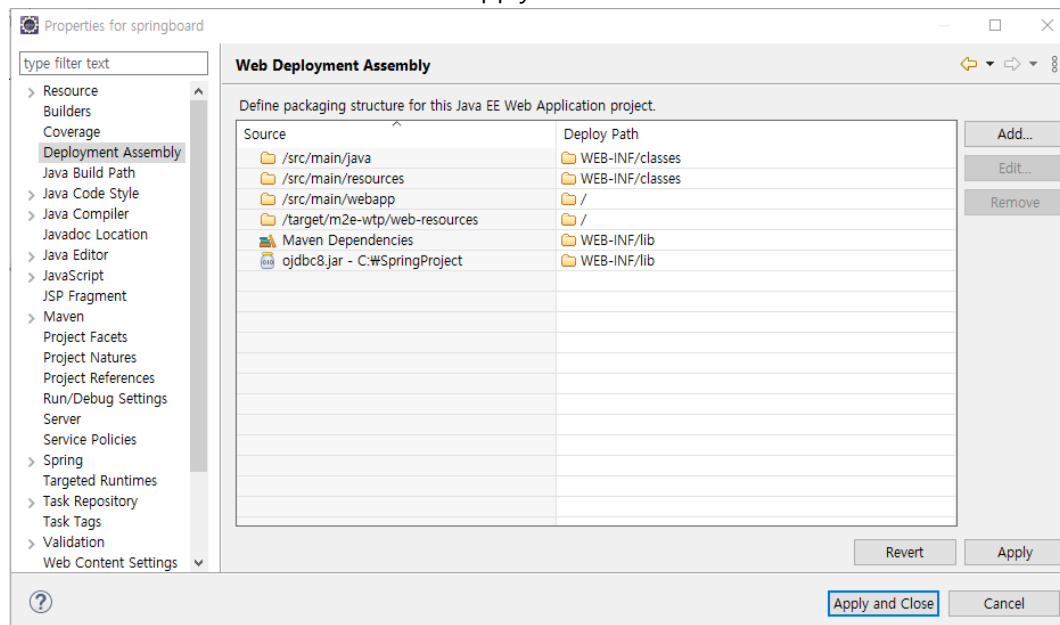 Apply
Properties for springboard
type filter text
Web Deployment Assembly
Resource
Builders
Coverage
Deployment Assembly
Java Build Path
Java Code Style
Java Compiler
Javadoc Location
Java Editor
JavaScript
JSP Fragment
Maven
Project Facets
Project Natures
Project References
Run/Debug Settings
Server
Service Policies
Spring
Targeted Runtimes
Task Repository
Task Tags
Validation
Web Content Settings
Define packaging structure for this Java EE Web Application project.
Source Deploy Path
/src/main/java WEB-INF/classes
/src/main/resources WEB-INF/classes
/src/main/webapp /
/target/m2e-wtp/web-resources /
Maven Dependencies WEB-INF/lib
ojdbc8.jar - C:₩SpringProject WEB-INF/lib
Add...
Edit...
Remove
Revert Apply
? Apply and Close Cancel